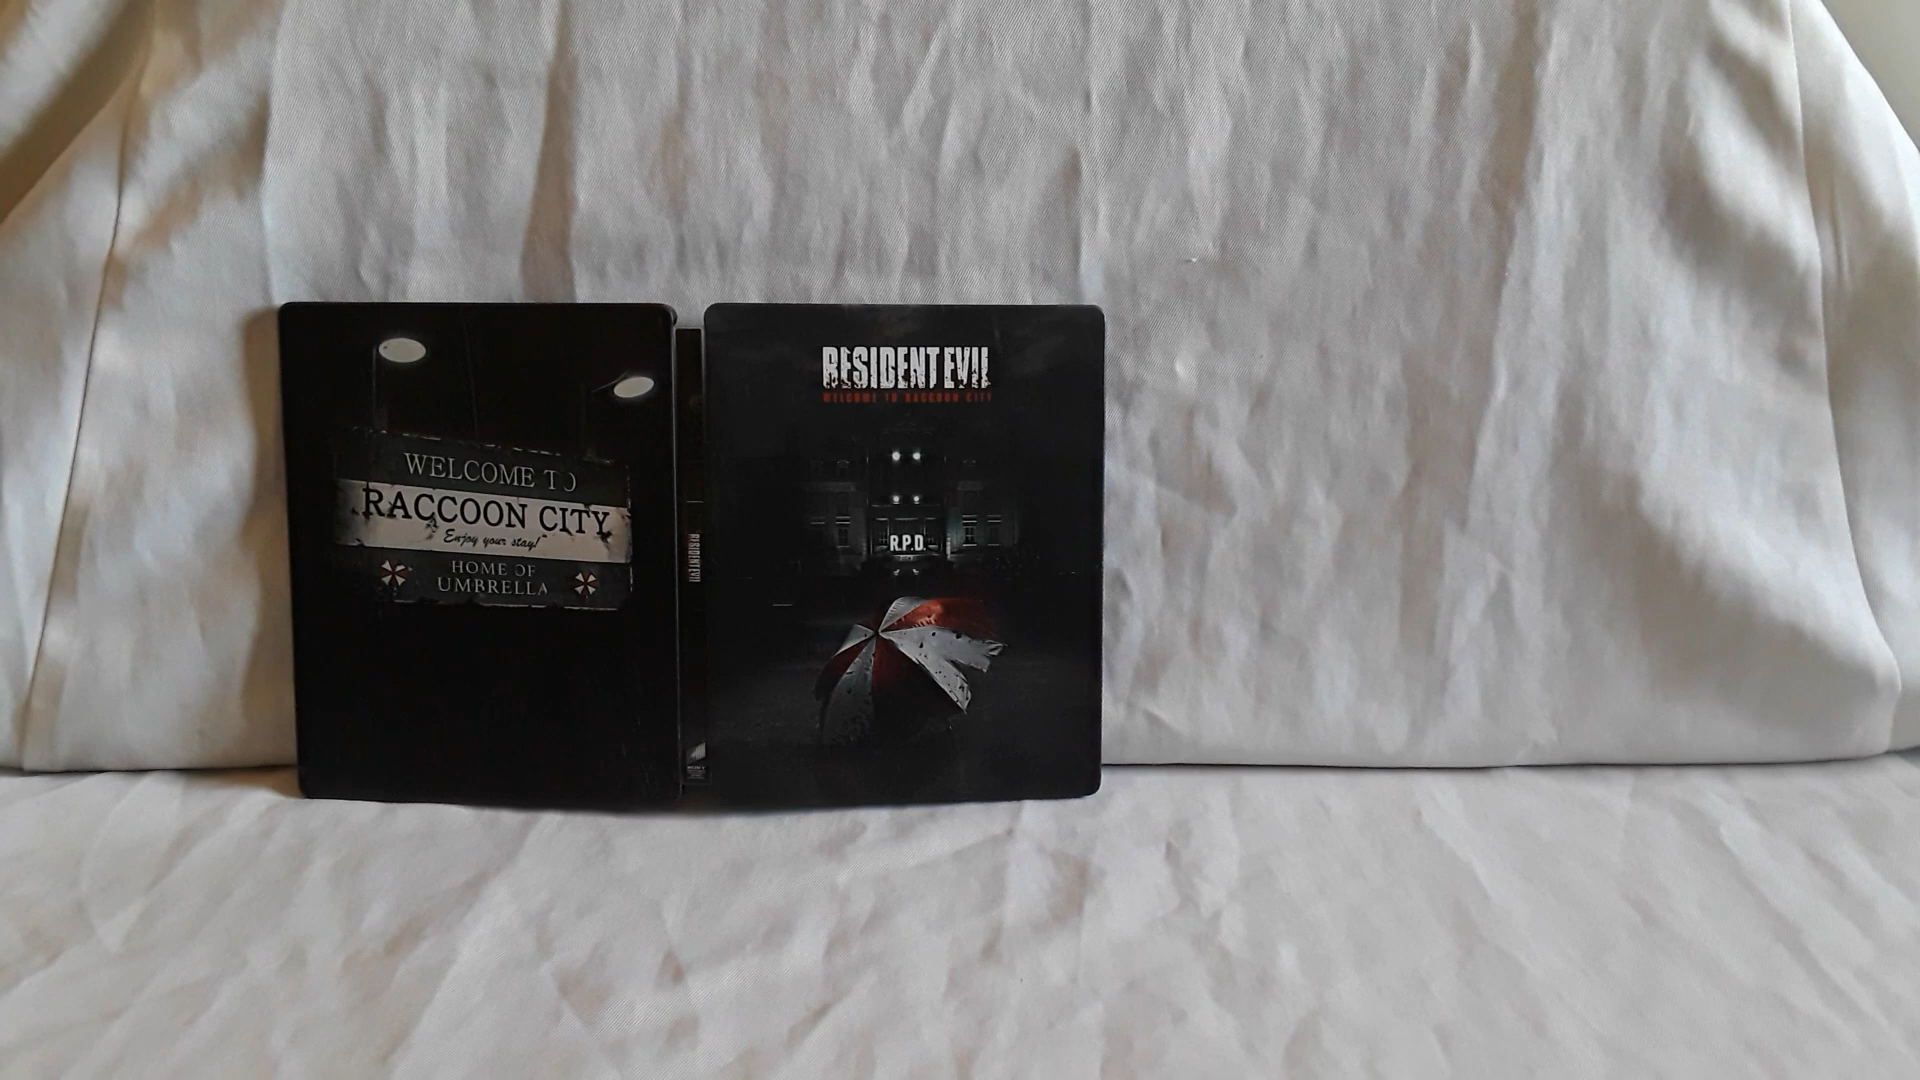 WELCOME TO
RACCOON CITY
Enjoy your stay!
HOME OF
UMBRELLA
RESIDENT EVIL
RESIDENT EVIL
WELCOME TO RACCOON CITY
R.P.D.